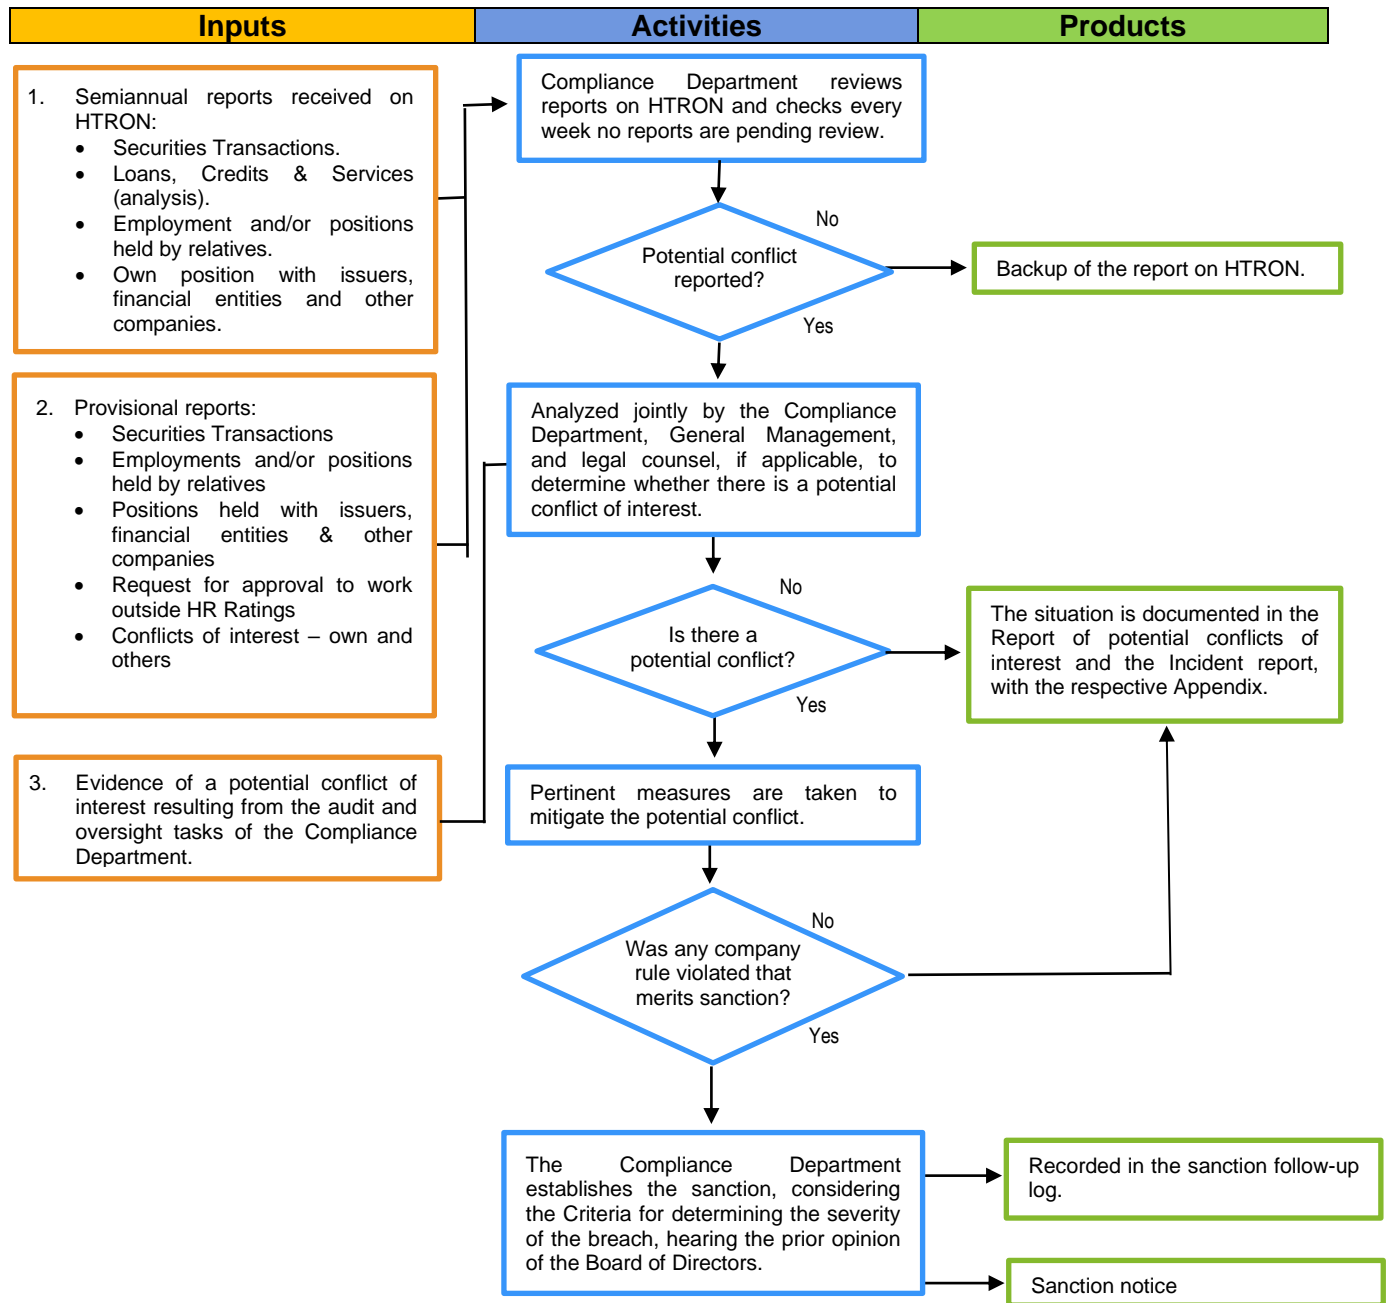 Inputs
Activities
Products
1. Semiannual reports received on
HTRON:
• Securities Transactions.
• Loans, Credits & Services
(analysis).
• Employment and/or positions
held by relatives.
• Own position with issuers,
financial entities and other
companies.
2. Provisional reports:
• Securities Transactions
• Employments and/or positions
held by relatives
• Positions held with issuers,
financial entities & other
companies
• Request for approval to work
outside HR Ratings
• Conflicts of interest – own and
others
3. Evidence of a potential conflict of
interest resulting from the audit and
oversight tasks of the Compliance
Department.
Compliance Department reviews
reports on HTRON and checks every
week no reports are pending review.
No
Potential conflict
reported?
Yes
Backup of the report on HTRON.
Analyzed jointly by the Compliance
Department, General Management,
and legal counsel, if applicable, to
determine whether there is a potential
conflict of interest.
No
Is there a
potential conflict?
Yes
The situation is documented in the
Report of potential conflicts of
interest and the Incident report,
with the respective Appendix.
Pertinent measures are taken to
mitigate the potential conflict.
No
Was any company
rule violated that
merits sanction?
Yes
The Compliance Department
establishes the sanction, considering
the Criteria for determining the severity
of the breach, hearing the prior opinion
of the Board of Directors.
Recorded in the sanction follow-up
log.
Sanction notice